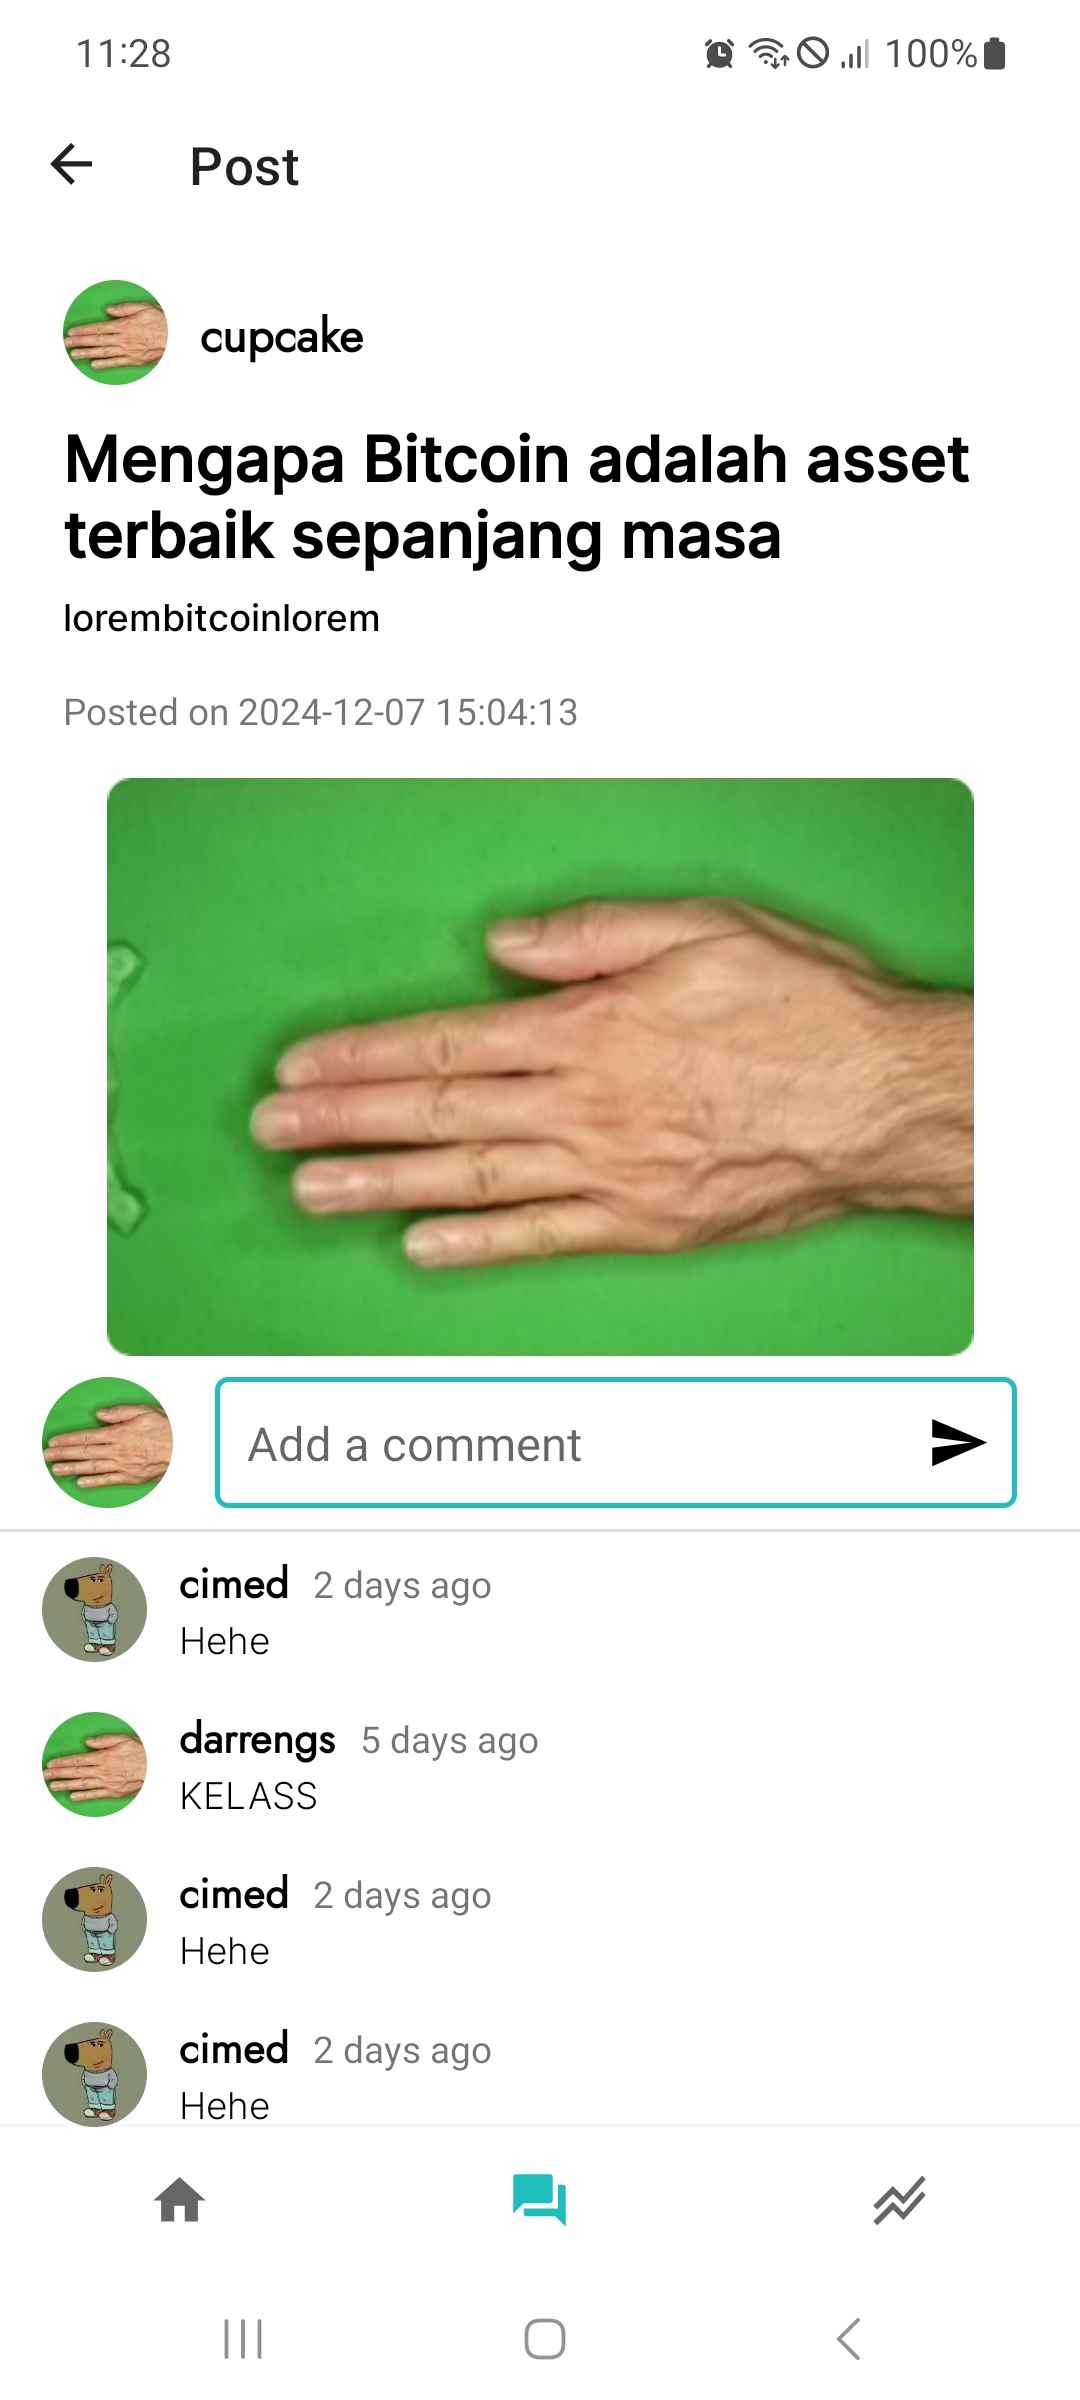 11:28
100%
Post
cupcake
Mengapa Bitcoin adalah asset
terbaik sepanjang masa
lorembitcoinlorem
Posted on 2024-12-07 15:04:13
Add a comment
cimed 2 days ago
Hehe
darrengs 5 days ago
KELASS
cimed 2 days ago
Hehe
cimed 2 days ago
Hehe